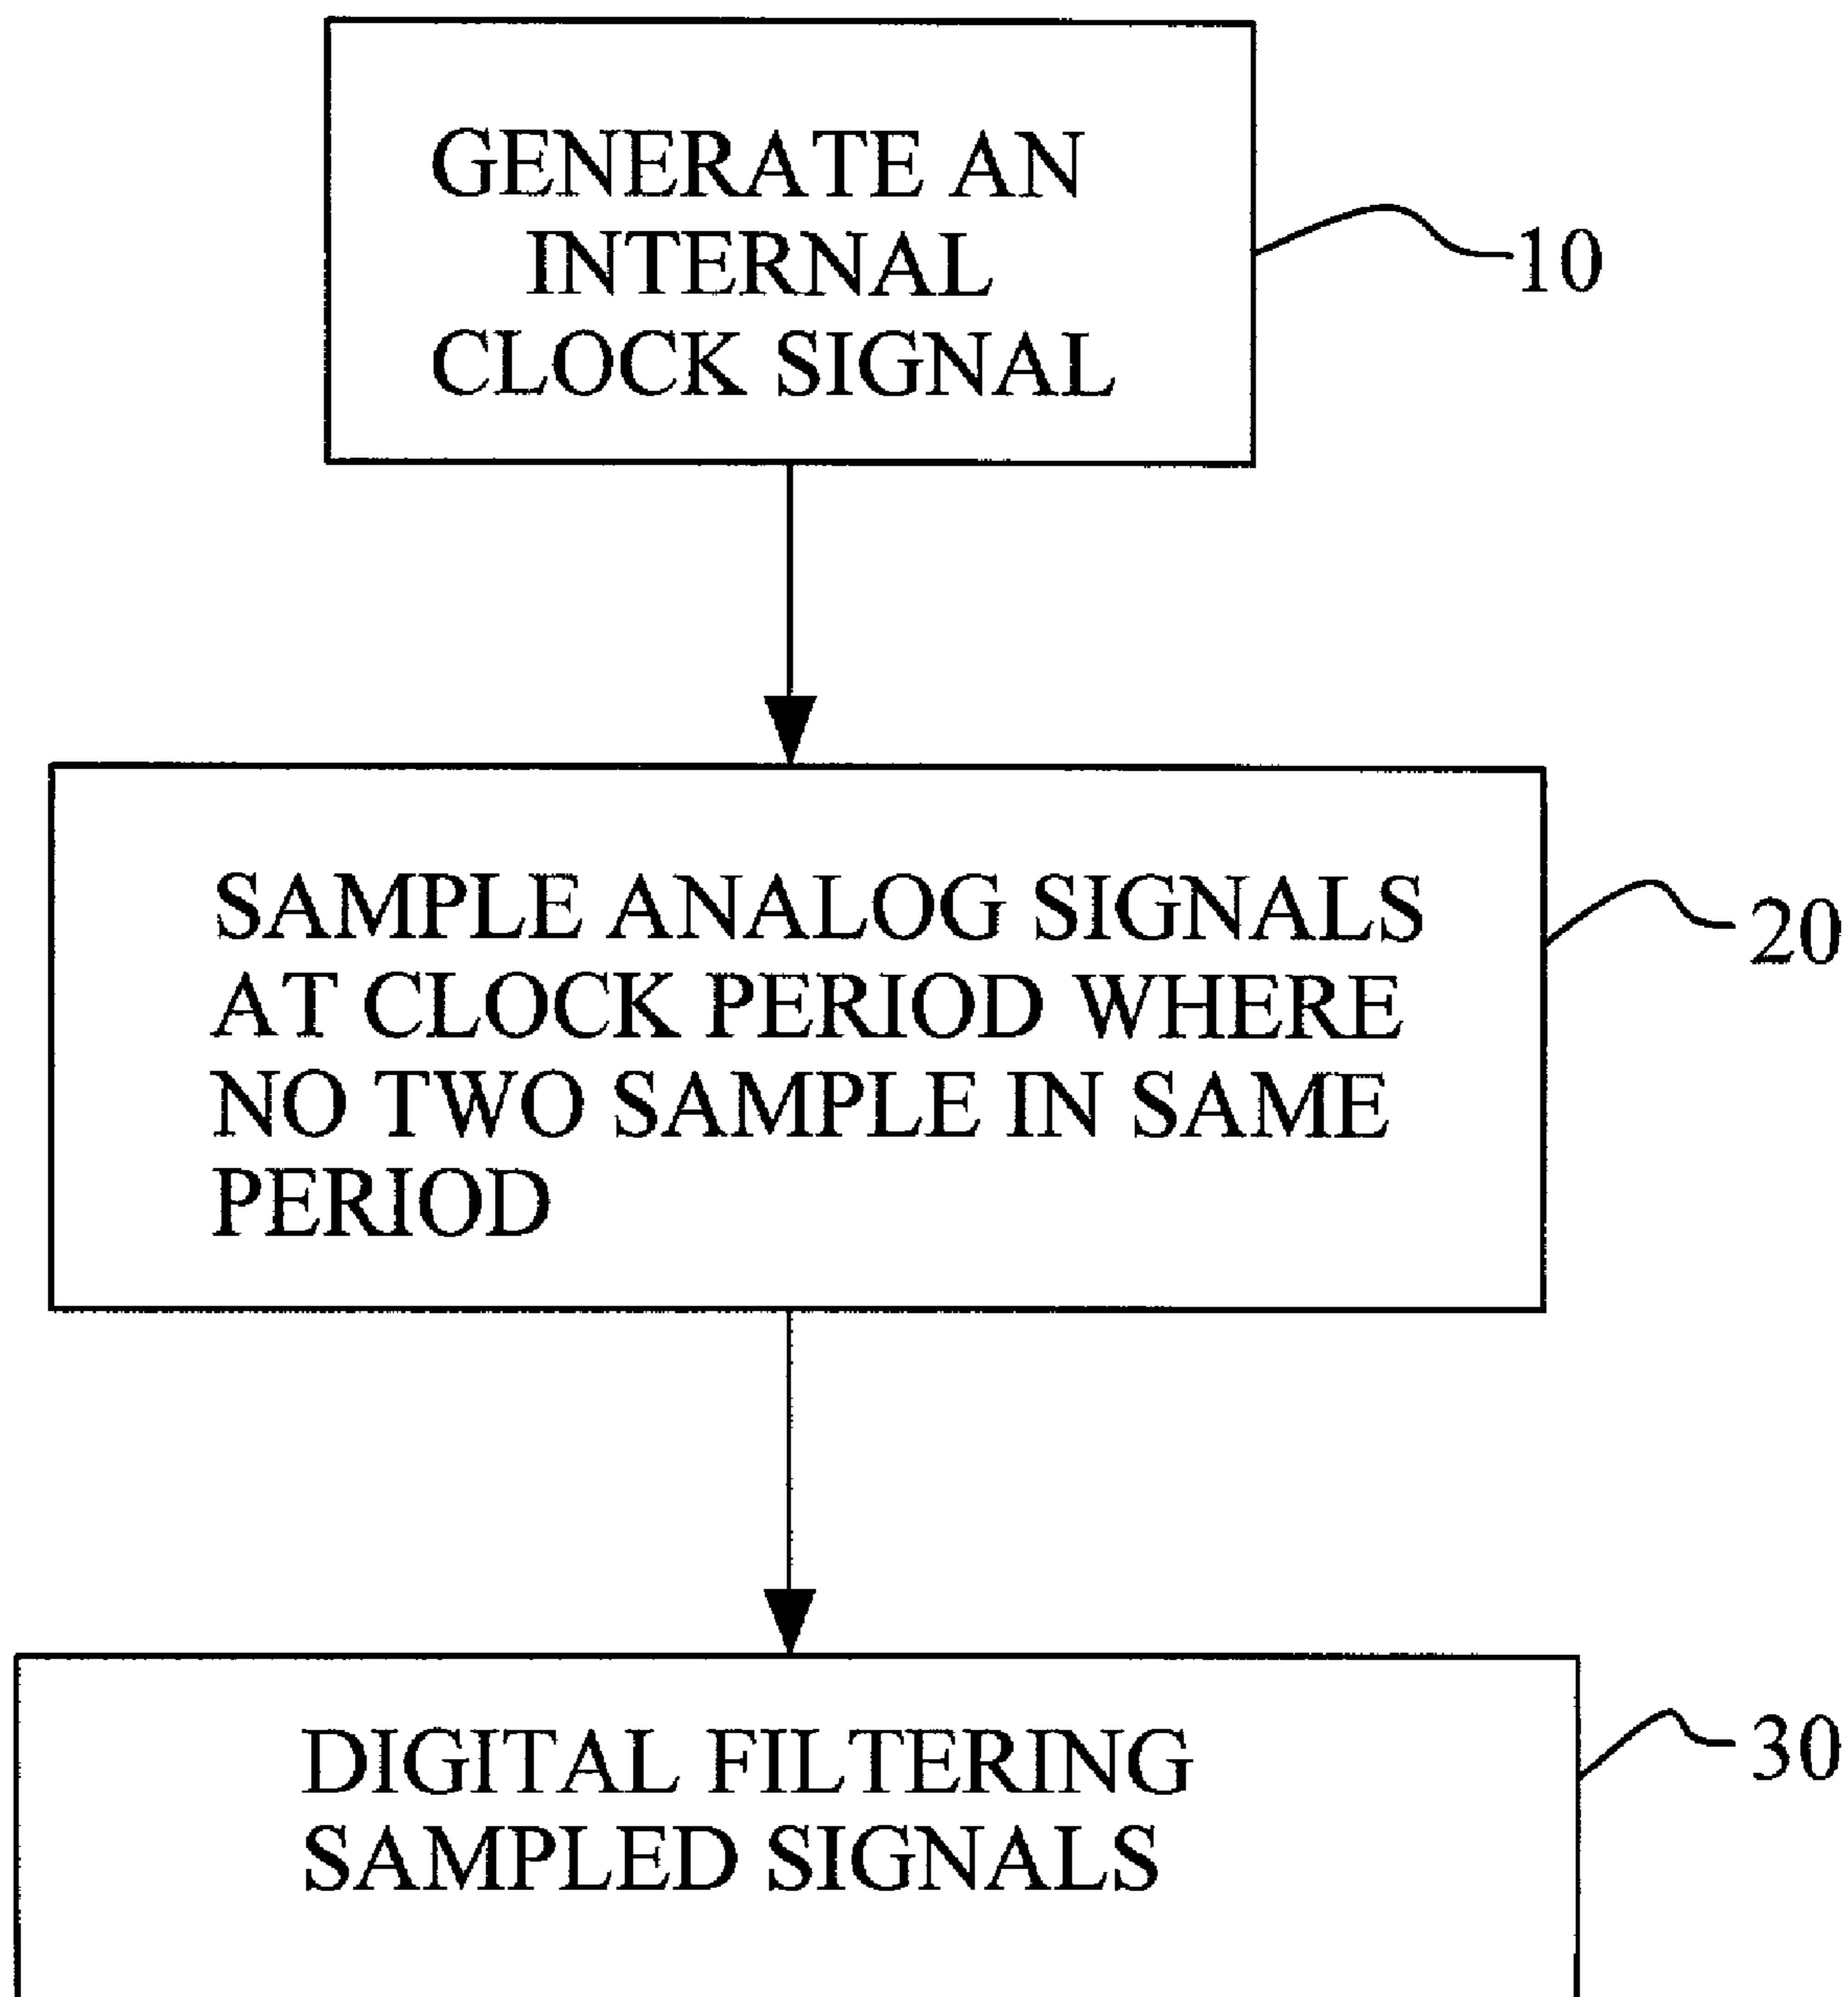 GENERATE AN
INTERNAL
CLOCK SIGNAL
10
SAMPLE ANALOG SIGNALS
AT CLOCK PERIOD WHERE
NO TWO SAMPLE IN SAME
PERIOD
20
DIGITAL FILTERING
SAMPLED SIGNALS
30